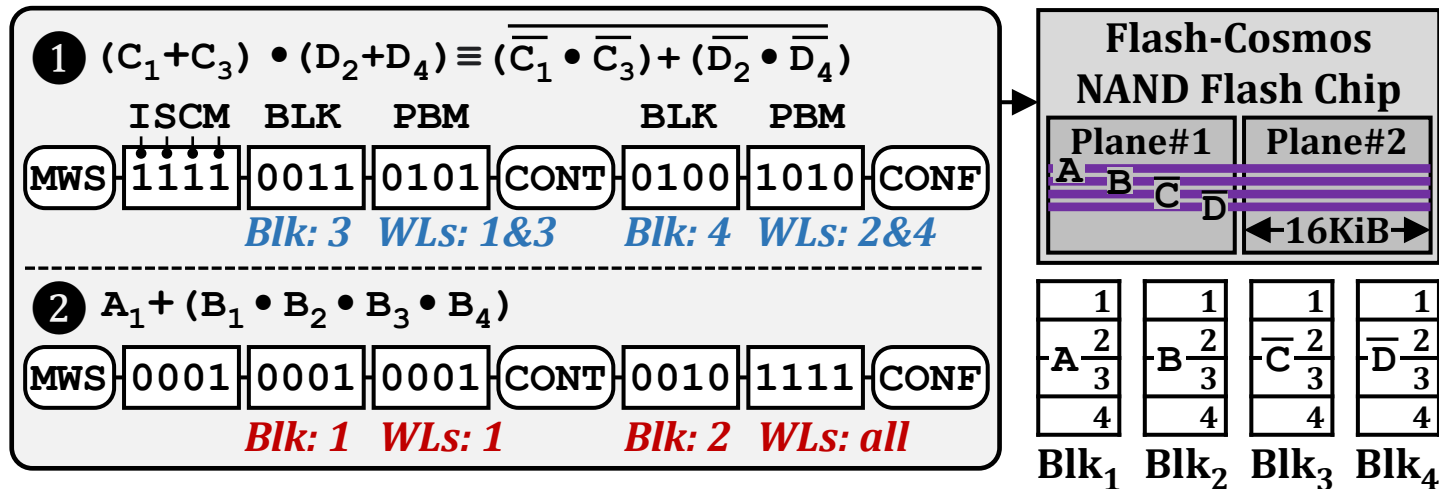 ❶ (C₁+C₃) • (D₂+D₄) ≡ (C̅₁ • C̅₃)+(D̅₂ • D̅₄)
ISCM BLK PBM BLK PBM
MWS 1111 0011 0101 CONT 0100 1010 CONF
Blk: 3 WLs: 1&3 Blk: 4 WLs: 2&4
❷ A₁+(B₁ • B₂ • B₃ • B₄)
MWS 0001 0001 0001 CONT 0010 1111 CONF
Blk: 1 WLs: 1 Blk: 2 WLs: all
Flash-Cosmos
NAND Flash Chip
Plane#1 Plane#2
A B C̅ D̅
16KiB
1 1 1 1
A 2 B 2 C̅ 2 D̅ 2
3 3 3 3
4 4 4 4
Blk₁ Blk₂ Blk₃ Blk₄